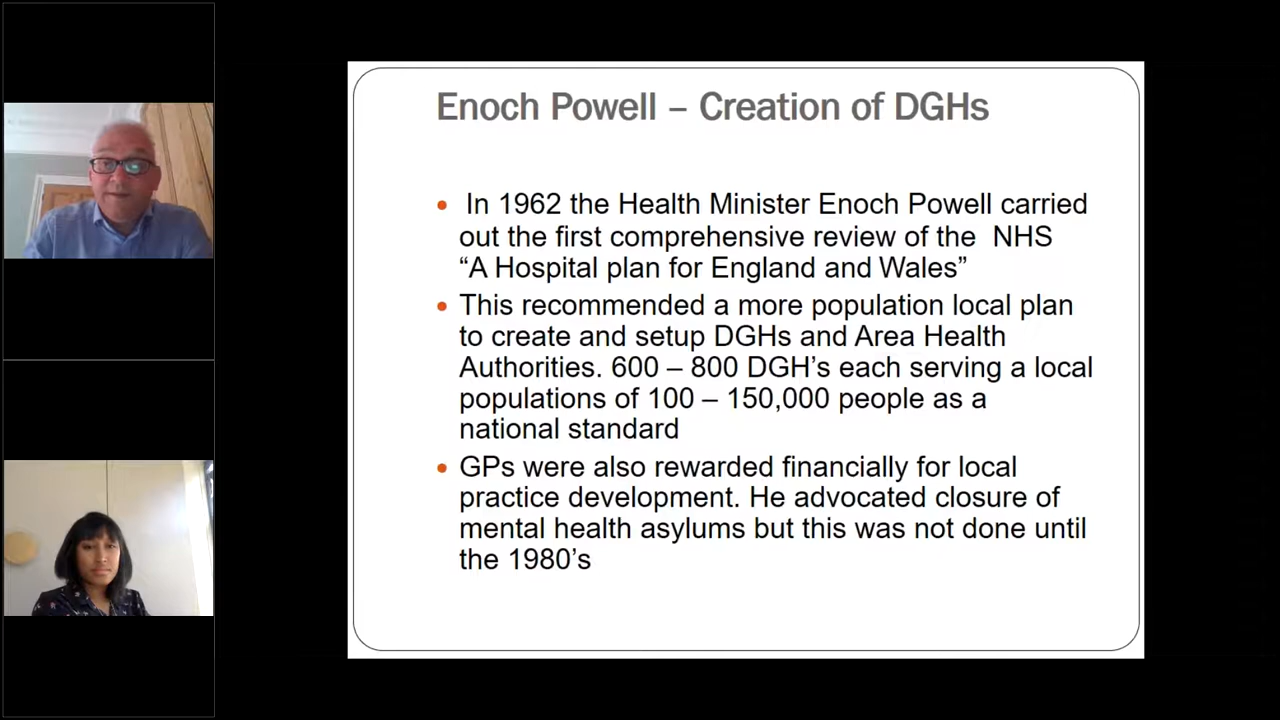 Enoch Powell – Creation of DGHs
• In 1962 the Health Minister Enoch Powell carried
out the first comprehensive review of the NHS
“A Hospital plan for England and Wales”
• This recommended a more population local plan
to create and setup DGHs and Area Health
Authorities. 600 – 800 DGH’s each serving a local
populations of 100 – 150,000 people as a
national standard
• GPs were also rewarded financially for local
practice development. He advocated closure of
mental health asylums but this was not done until
the 1980’s